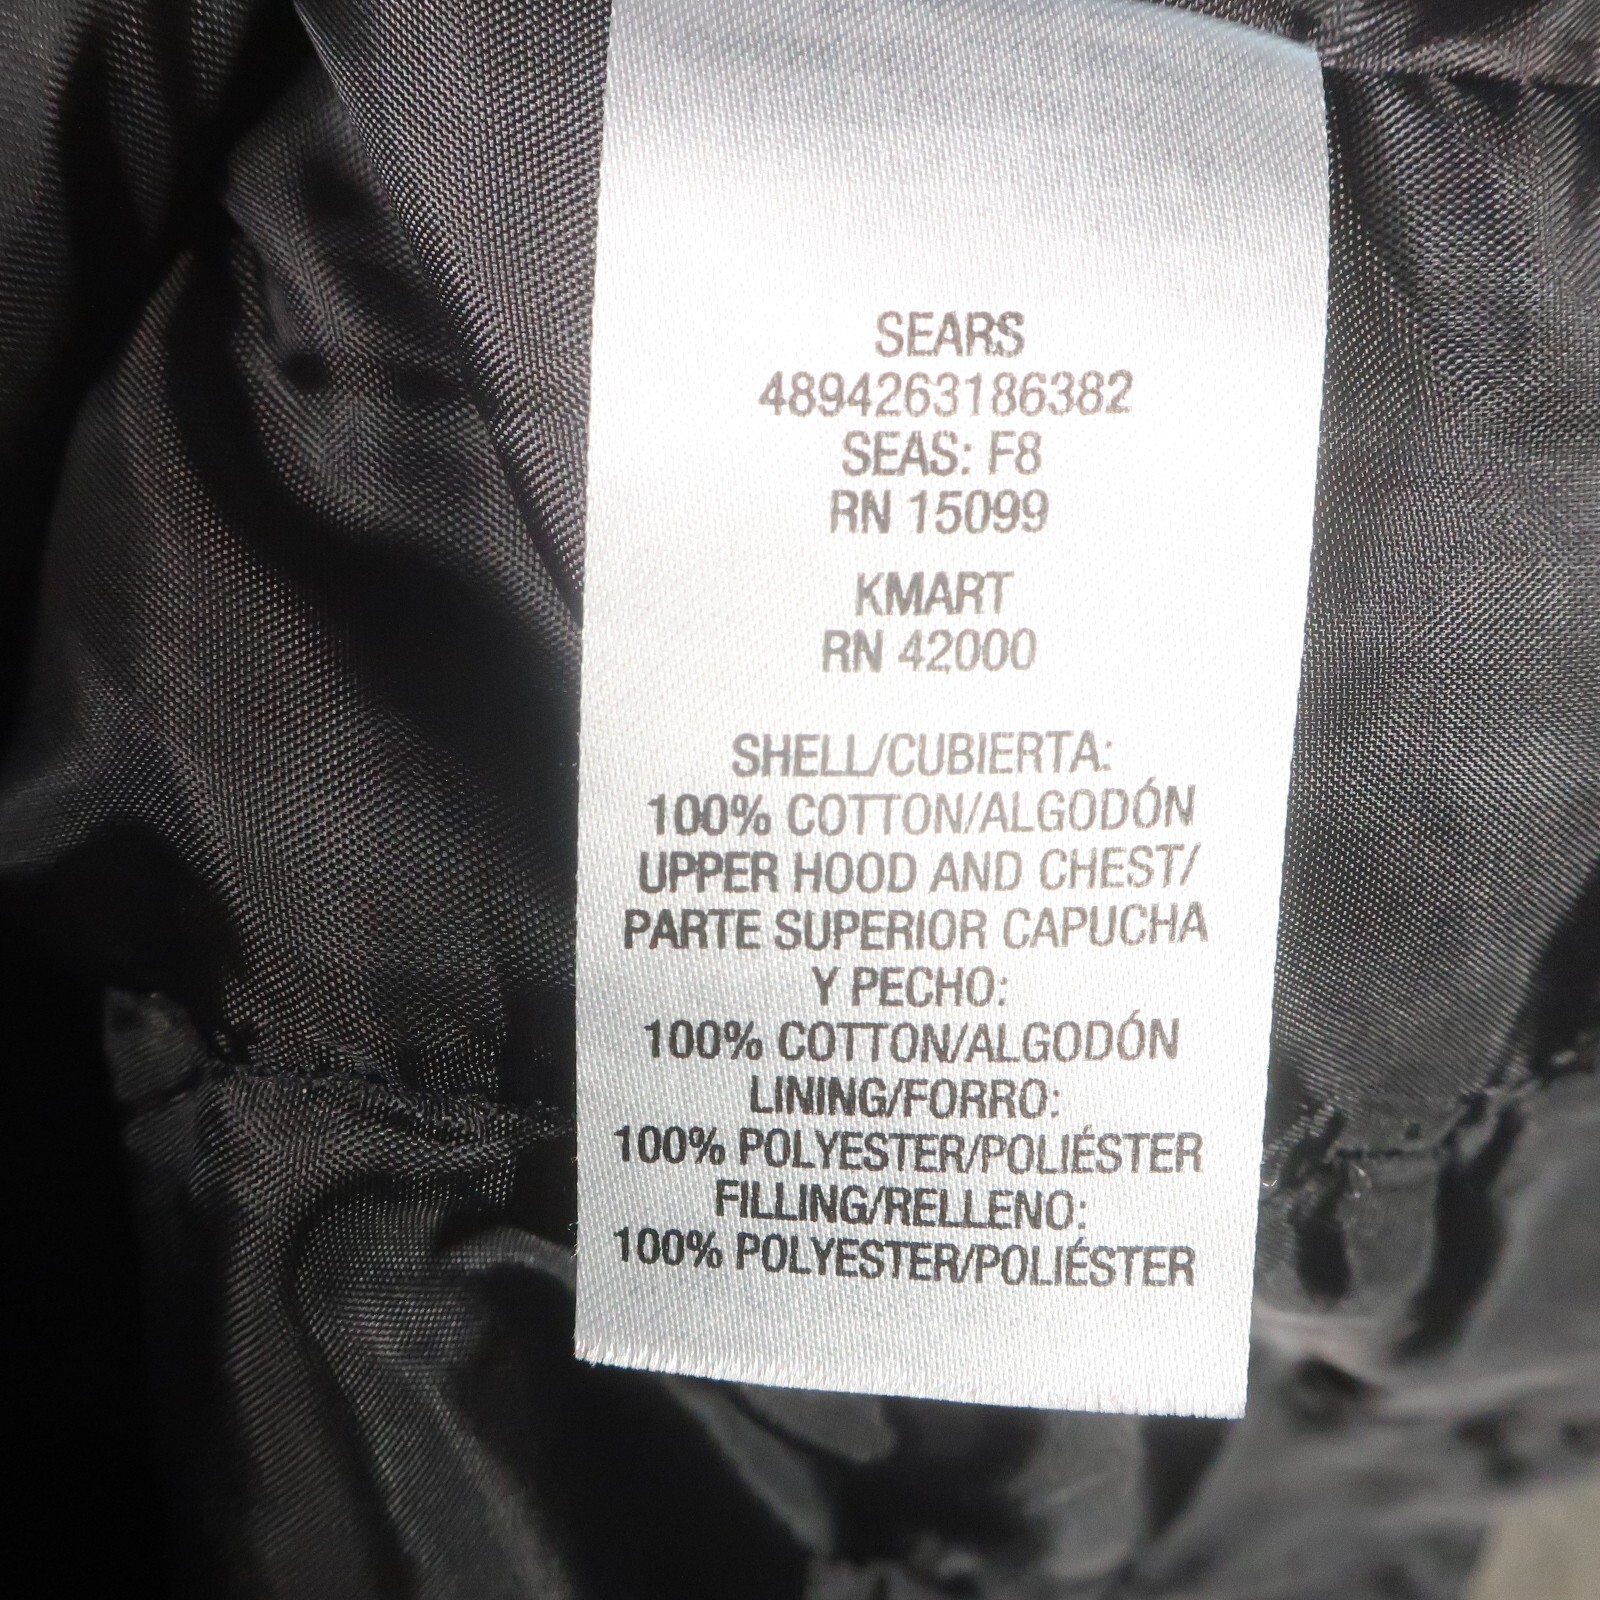 SEARS
4894263186382
SEAS: F8
RN 15099
KMART
RN 42000
SHELL/CUBIERTA:
100% COTTON/ALGODÓN
UPPER HOOD AND CHEST/
PARTE SUPERIOR CAPUCHA
Y PECHO:
100% COTTON/ALGODÓN
LINING/FORRO:
100% POLYESTER/POLIÉSTER
FILLING/RELLENO:
100% POLYESTER/POLIÉSTER